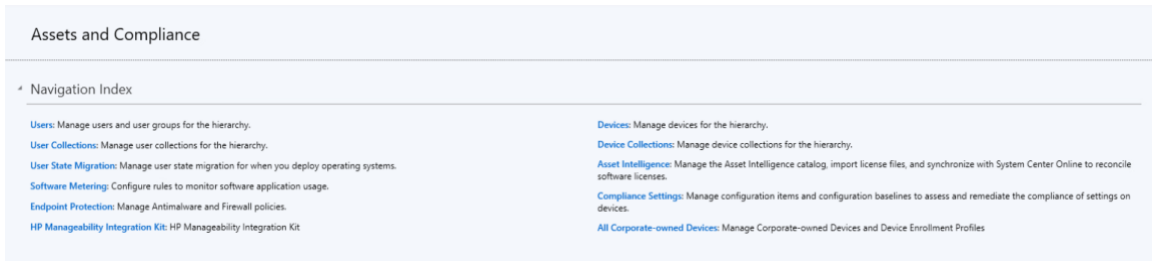 Assets and Compliance
Navigation Index
Users: Manage users and user groups for the hierarchy.
User Collections: Manage user collections for the hierarchy.
User State Migration: Manage user state migration for when you deploy operating systems.
Software Metering: Configure rules to monitor software application usage.
Endpoint Protection: Manage Antimalware and Firewall policies.
HP Manageability Integration Kit: HP Manageability Integration Kit
Devices: Manage devices for the hierarchy.
Device Collections: Manage device collections for the hierarchy.
Asset Intelligence: Manage the Asset Intelligence catalog, import license files, and synchronize with System Center Online to reconcile
software licenses.
Compliance Settings: Manage configuration items and configuration baselines to assess and remediate the compliance of settings on
devices.
All Corporate-owned Devices: Manage Corporate-owned Devices and Device Enrollment Profiles